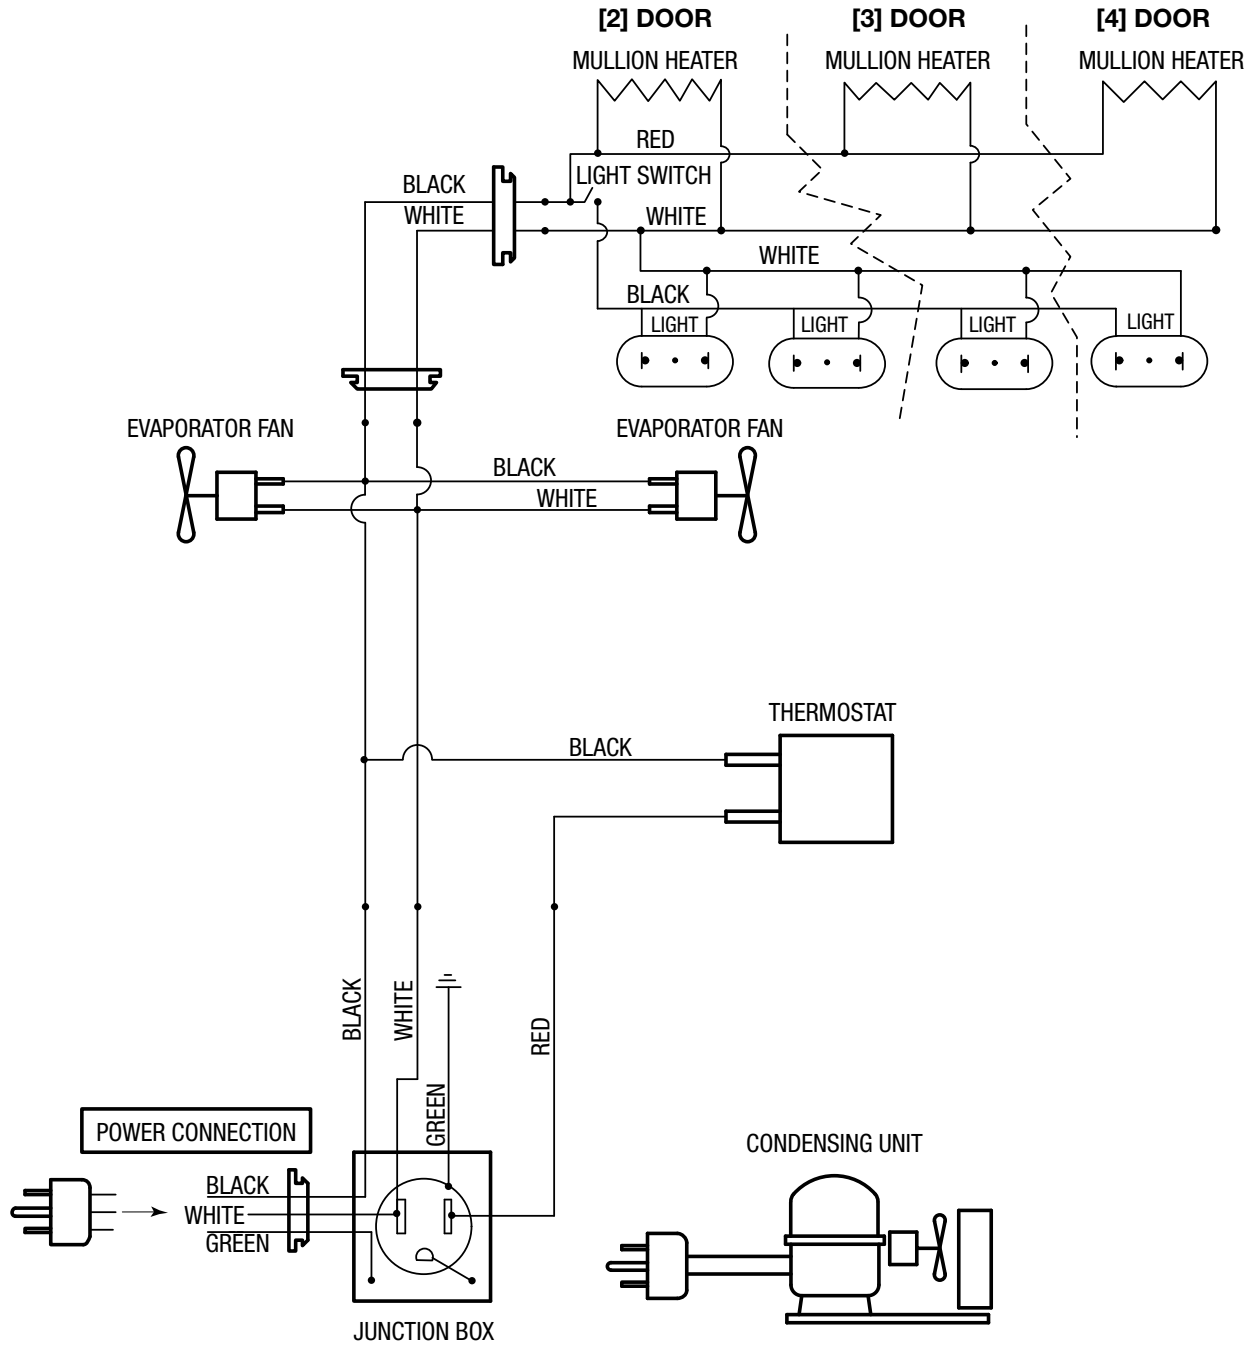 [2] DOOR
[3] DOOR
[4] DOOR
MULLION HEATER
MULLION HEATER
MULLION HEATER
RED
LIGHT SWITCH
BLACK
WHITE
WHITE
WHITE
BLACK
LIGHT
LIGHT
LIGHT
LIGHT
EVAPORATOR FAN
EVAPORATOR FAN
BLACK
WHITE
THERMOSTAT
BLACK
BLACK
WHITE
RED
GREEN
POWER CONNECTION
CONDENSING UNIT
BLACK
WHITE
GREEN
JUNCTION BOX